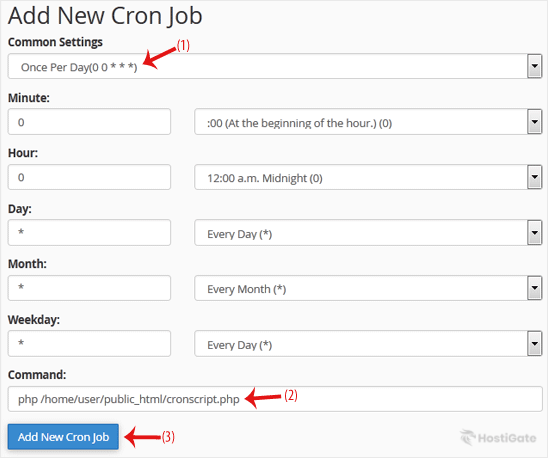 Add New Cron Job
Common Settings
Once Per Day(0 0 * * *)
(1)
Minute:
0
:00 (At the beginning of the hour.) (0)
Hour:
0
12:00 a.m. Midnight (0)
Day:
*
Every Day (*)
Month:
*
Every Month (*)
Weekday:
*
Every Day (*)
Command:
php /home/user/public_html/cronscript.php
(2)
Add New Cron Job
(3)
HostiGate